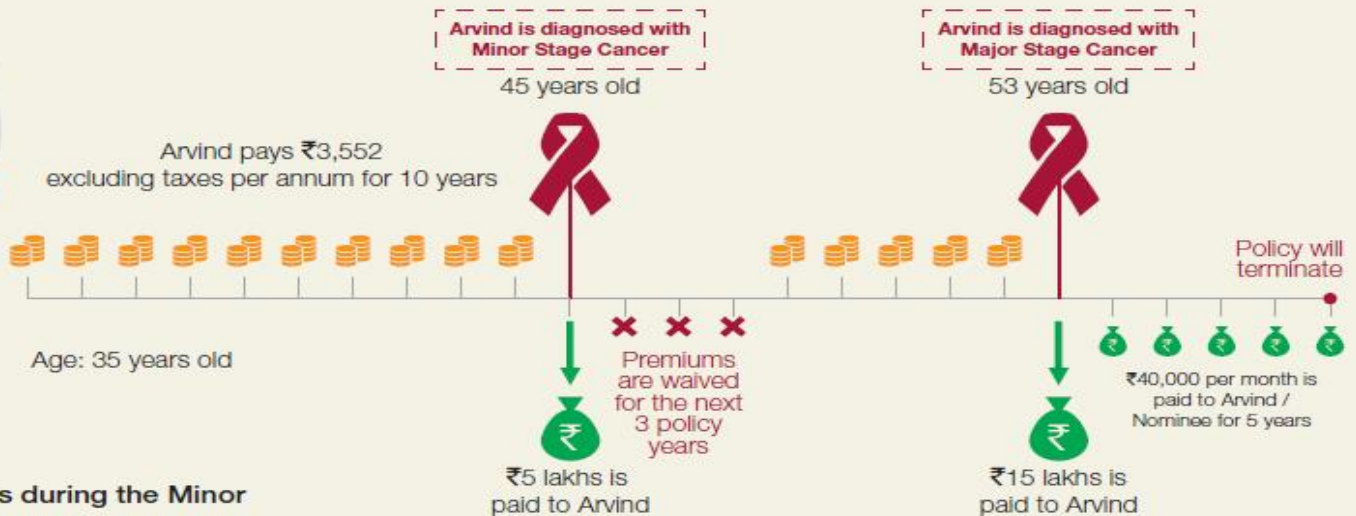 Arvind is diagnosed with
Minor Stage Cancer
45 years old
Arvind is diagnosed with
Major Stage Cancer
53 years old
Arvind pays ₹3,552
excluding taxes per annum for 10 years
Policy will
terminate
Age: 35 years old
Premiums
are waived
for the next
3 policy
years
₹
₹5 lakhs is
paid to Arvind
₹
₹15 lakhs is
paid to Arvind
₹ ₹ ₹ ₹ ₹
₹40,000 per month is
paid to Arvind /
Nominee for 5 years
during the Minor